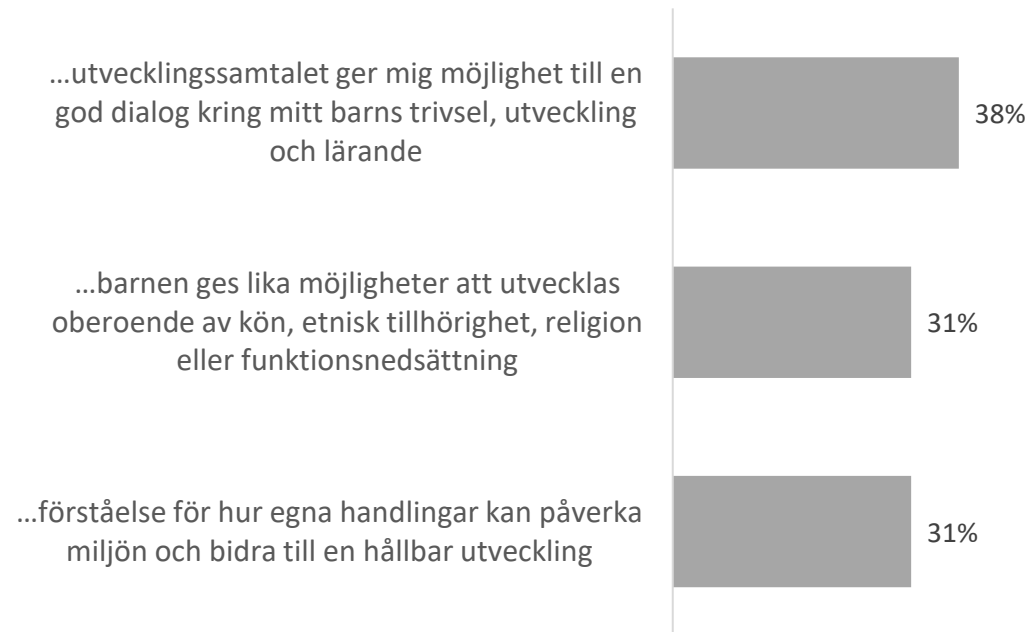 …utvecklingssamtalet ger mig möjlighet till en
god dialog kring mitt barns trivsel, utveckling
och lärande
38%
…barnen ges lika möjligheter att utvecklas
oberoende av kön, etnisk tillhörighet, religion
eller funktionsnedsättning
31%
…förståelse för hur egna handlingar kan påverka
miljön och bidra till en hållbar utveckling
31%